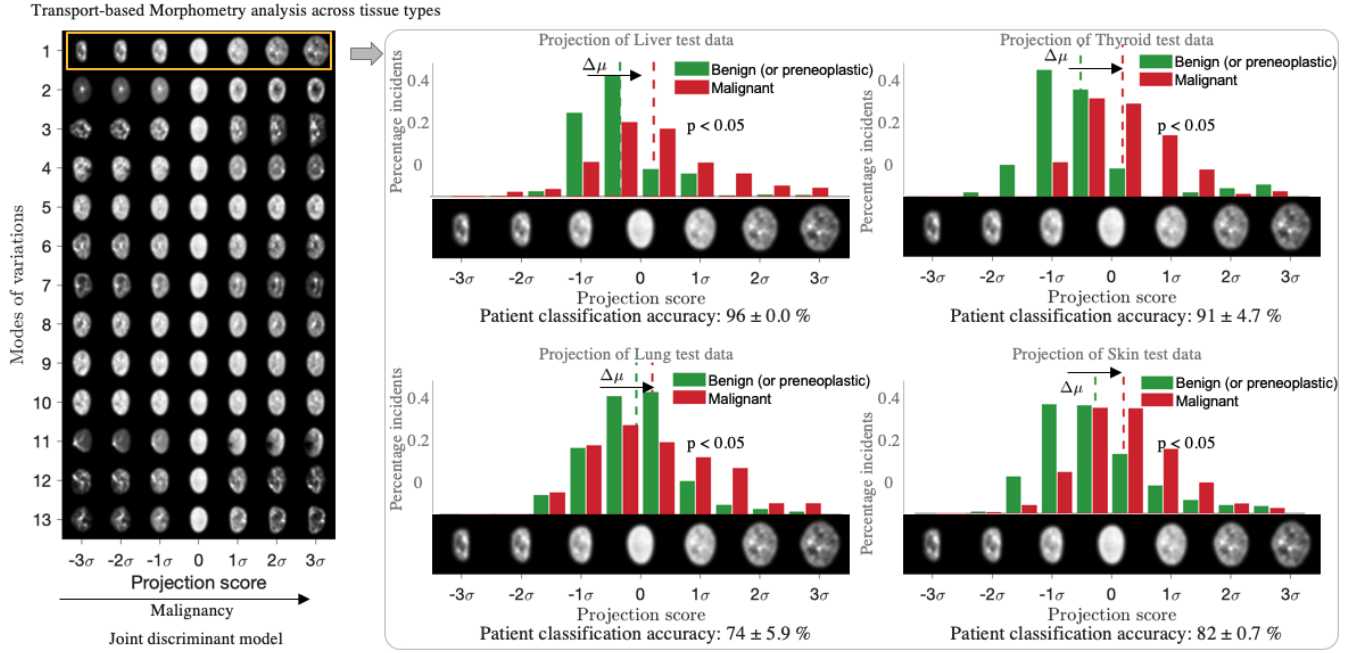 Transport-based Morphometry analysis across tissue types
Modes of variations
1
2
3
4
5
6
7
8
9
10
11
12
13
-3σ -2σ -1σ 0 1σ 2σ 3σ
Projection score
Malignancy
Joint discriminant model
Projection of Liver test data
Percentage incidents
0.4
0.2
0
Δμ
Benign (or preneoplastic)
Malignant
p < 0.05
-3σ -2σ -1σ 0 1σ 2σ 3σ
Projection score
Patient classification accuracy: 96 ± 0.0 %
Projection of Thyroid test data
Percentage incidents
0.4
0.2
0
Δμ
Benign (or preneoplastic)
Malignant
p < 0.05
-3σ -2σ -1σ 0 1σ 2σ 3σ
Projection score
Patient classification accuracy: 91 ± 4.7 %
Projection of Lung test data
Percentage incidents
0.4
0.2
0
Δμ
Benign (or preneoplastic)
Malignant
p < 0.05
-3σ -2σ -1σ 0 1σ 2σ 3σ
Projection score
Patient classification accuracy: 74 ± 5.9 %
Projection of Skin test data
Percentage incidents
0.4
0.2
0
Δμ
Benign (or preneoplastic)
Malignant
p < 0.05
-3σ -2σ -1σ 0 1σ 2σ 3σ
Projection score
Patient classification accuracy: 82 ± 0.7 %